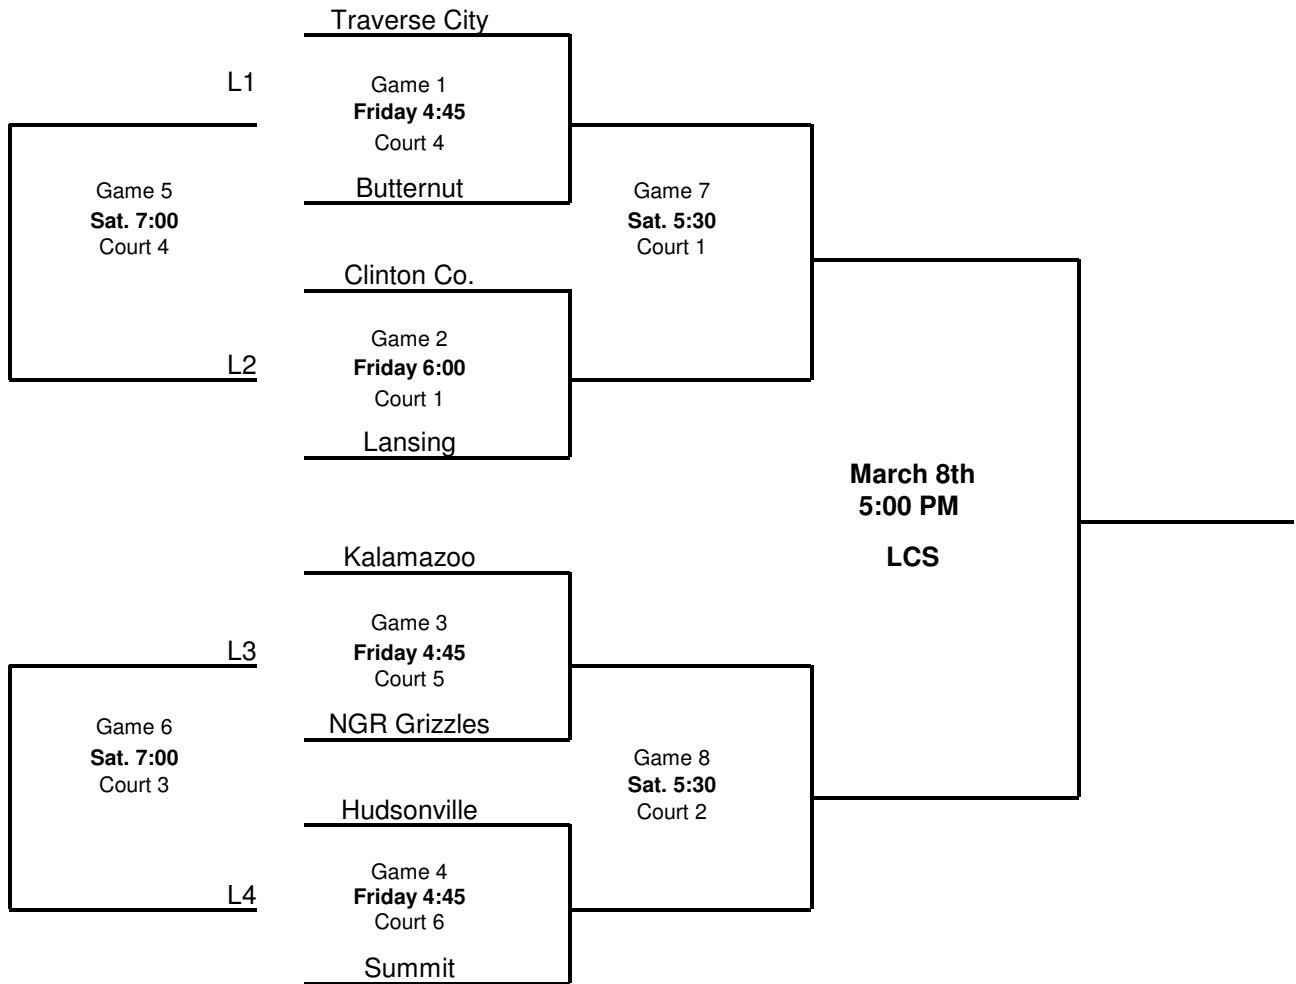 Traverse City
L1
Game 1
Friday 4:45
Court 4
Butternut
Game 5
Sat. 7:00
Court 4
Game 7
Sat. 5:30
Court 1
Clinton Co.
L2
Game 2
Friday 6:00
Court 1
Lansing
March 8th
5:00 PM
LCS
Kalamazoo
L3
Game 3
Friday 4:45
Court 5
NGR Grizzles
Game 6
Sat. 7:00
Court 3
Game 8
Sat. 5:30
Court 2
Hudsonville
L4
Game 4
Friday 4:45
Court 6
Summit